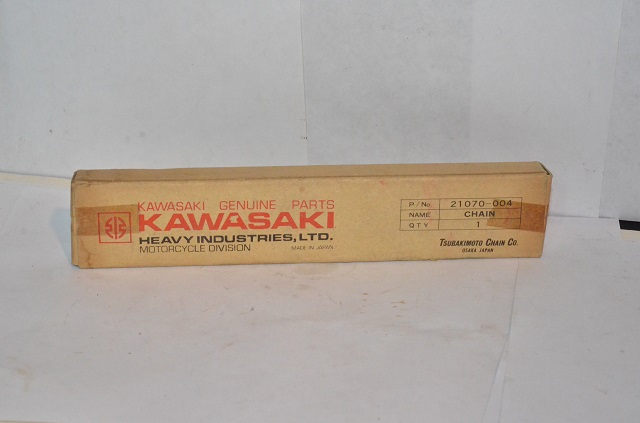 KAWASAKI GENUINE PARTS
KAWASAKI
HEAVY INDUSTRIES, LTD.
MOTORCYCLE DIVISION MADE IN JAPAN
P/No. 21070-004
NAME CHAIN
QTY 1
TSUBAKIMOTO CHAIN CO.
OSAKA JAPAN